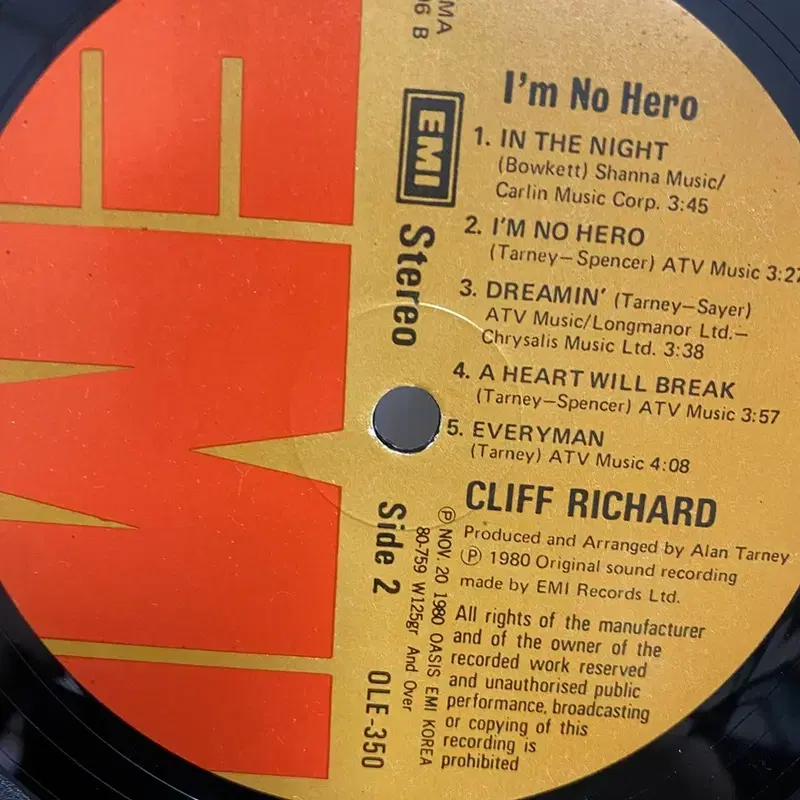 I'm No Hero
1. IN THE NIGHT
(Bowkett) Shanna Music/
Carlin Music Corp. 3:45
2. I'M NO HERO
(Tarney–Spencer) ATV Music 3:27
3. DREAMIN' (Tarney–Sayer)
ATV Music/Longmanor Ltd.–
Chrysalis Music Ltd. 3:38
4. A HEART WILL BREAK
(Tarney–Spencer) ATV Music 3:57
5. EVERYMAN
(Tarney) ATV Music 4:08
CLIFF RICHARD
Produced and Arranged by Alan Tarney
Ⓟ 1980 Original sound recording
made by EMI Records Ltd.
All rights of the manufacturer
and of the owner of the
recorded work reserved
and unauthorised public
performance, broadcasting
or copying of this
recording is
prohibited
EMI
Stereo
Side 2
OLE-350
Ⓟ NOV. 20 1980 OASIS EMI KOREA
80-759 W125gr And Over